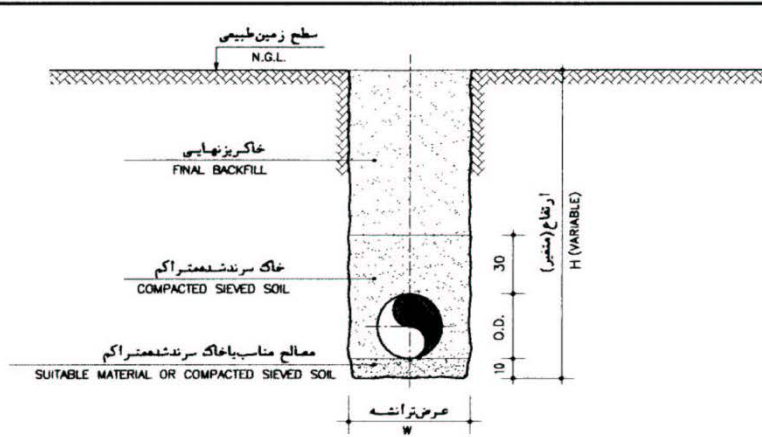 سطح زمین طبیعی
N.G.L.
خاکریز نهایی
FINAL BACKFILL
خاک سرند شده متراکم
COMPACTED SIEVED SOIL
مصالح مناسب یا خاک سرند شده متراکم
SUITABLE MATERIAL OR COMPACTED SIEVED SOIL
30
O.D.
10
ارتفاع (متغیر)
H (VARIABLE)
عرض ترانشه
W